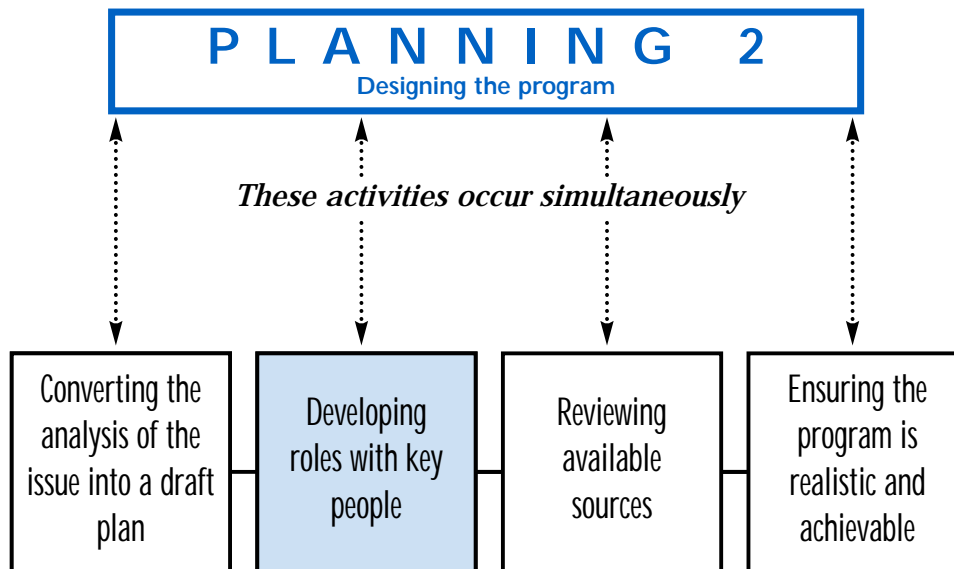 PLANNING 2
Designing the program
These activities occur simultaneously
Converting the
analysis of the
issue into a draft
plan
Developing
roles with key
people
Reviewing
available
sources
Ensuring the
program is
realistic and
achievable